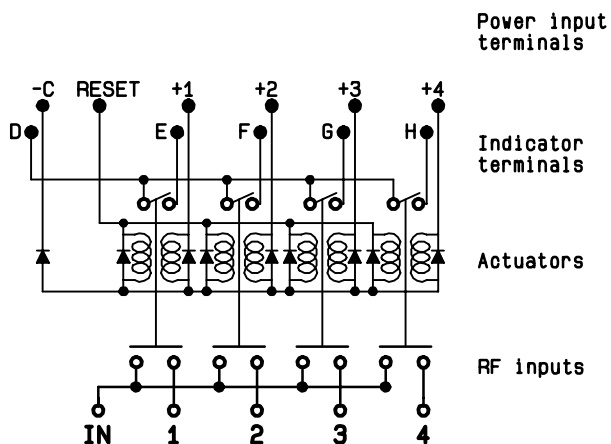 Power input
terminals
-C RESET +1 +2 +3 +4
D E F G H
Indicator
terminals
Actuators
RF inputs
IN 1 2 3 4